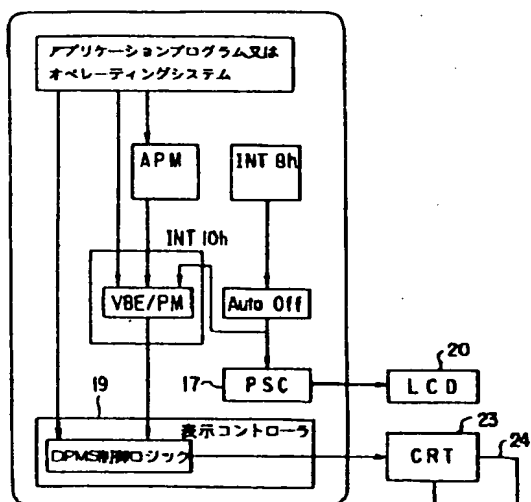 アプリケーションプログラム又は
オペレーティングシステム
APM
INT 8h
INT 10h
VBE/PM
Auto Off
17
PSC
20
LCD
19
表示コントローラ
DPMS制御ロジック
23
CRT
24